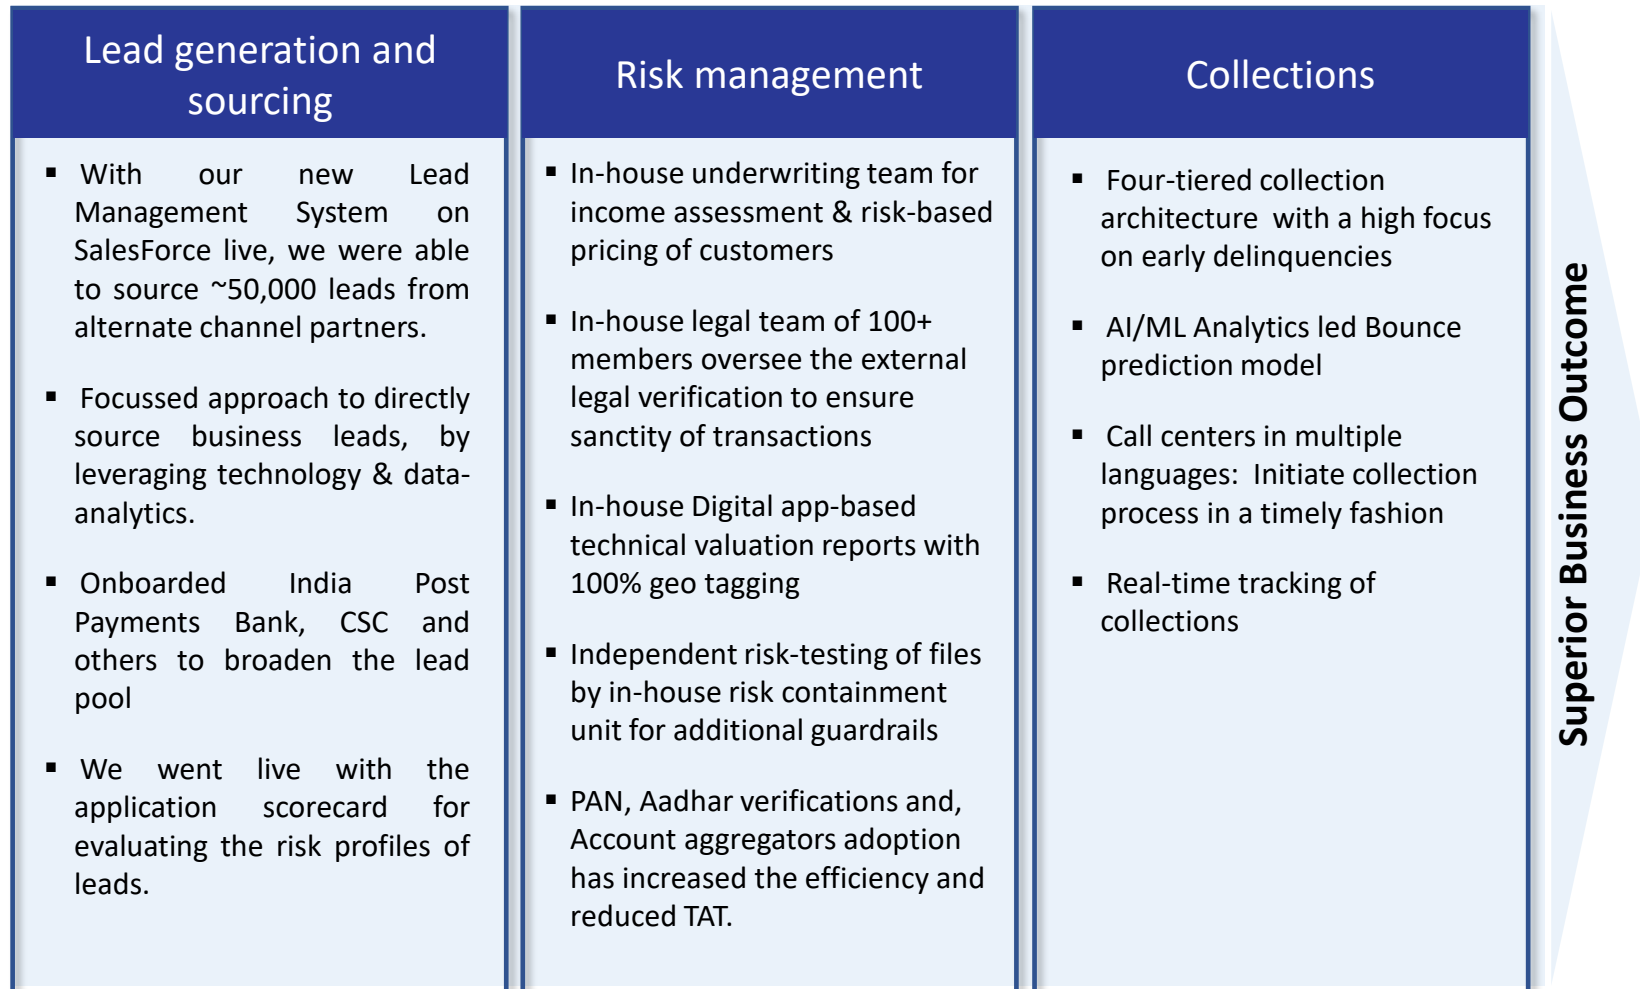 Lead generation and
sourcing
▪ With our new Lead
Management System on
SalesForce live, we were able
to source ~50,000 leads from
alternate channel partners.
▪ Focussed approach to directly
source business leads, by
leveraging technology & data-
analytics.
▪ Onboarded India Post
Payments Bank, CSC and
others to broaden the lead
pool
▪ We went live with the
application scorecard for
evaluating the risk profiles of
leads.
Risk management
▪ In-house underwriting team for
income assessment & risk-based
pricing of customers
▪ In-house legal team of 100+
members oversee the external
legal verification to ensure
sanctity of transactions
▪ In-house Digital app-based
technical valuation reports with
100% geo tagging
▪ Independent risk-testing of files
by in-house risk containment
unit for additional guardrails
▪ PAN, Aadhar verifications and,
Account aggregators adoption
has increased the efficiency and
reduced TAT.
Collections
▪ Four-tiered collection
architecture with a high focus
on early delinquencies
▪ AI/ML Analytics led Bounce
prediction model
▪ Call centers in multiple
languages: Initiate collection
process in a timely fashion
▪ Real-time tracking of
collections
Superior Business Outcome